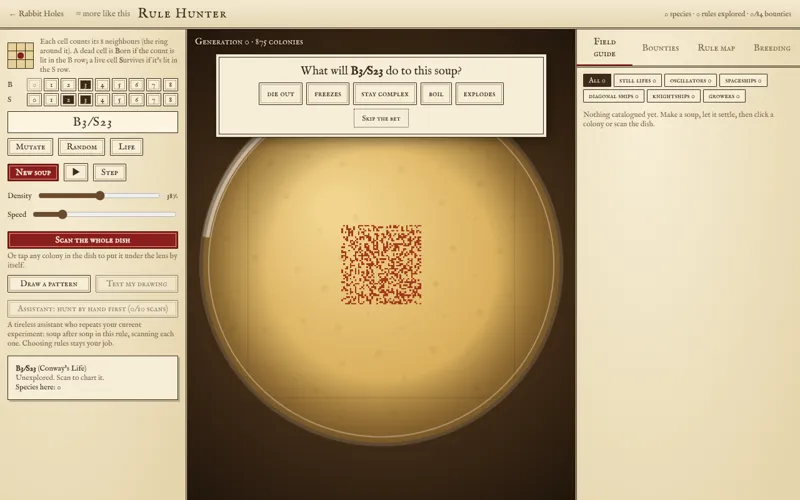 ← Rabbit Holes
≈ more like this
Rule Hunter
0 species · 0 rules explored · 0/84 bounties
Each cell counts its 8 neighbours (the ring
around it). A dead cell is Born if the count is
lit in the B row; a live cell Survives if it's lit in
the S row.
B 0 1 2 3 4 5 6 7 8
S 0 1 2 3 4 5 6 7 8
B3/S23
Mutate Random Life
New soup ▶ Step
Density 38%
Speed
Scan the whole dish
Or tap any colony in the dish to put it under the lens by
itself.
Draw a pattern Test my drawing
Assistant: hunt by hand first (0/10 scans)
A tireless assistant who repeats your current
experiment: soup after soup in this rule, scanning each
one. Choosing rules stays your job.
B3/S23 (Conway's Life)
Unexplored. Scan to chart it.
Species here: 0
Generation 0 · 875 colonies
What will B3/S23 do to this soup?
die out freezes stay complex boil explodes
Skip the bet
Field guide Bounties Rule map Breeding
All 0 still lifes 0 oscillators 0 spaceships 0
diagonal ships 0 knightships 0 growers 0
Nothing catalogued yet. Make a soup, let it settle, then click a
colony or scan the dish.